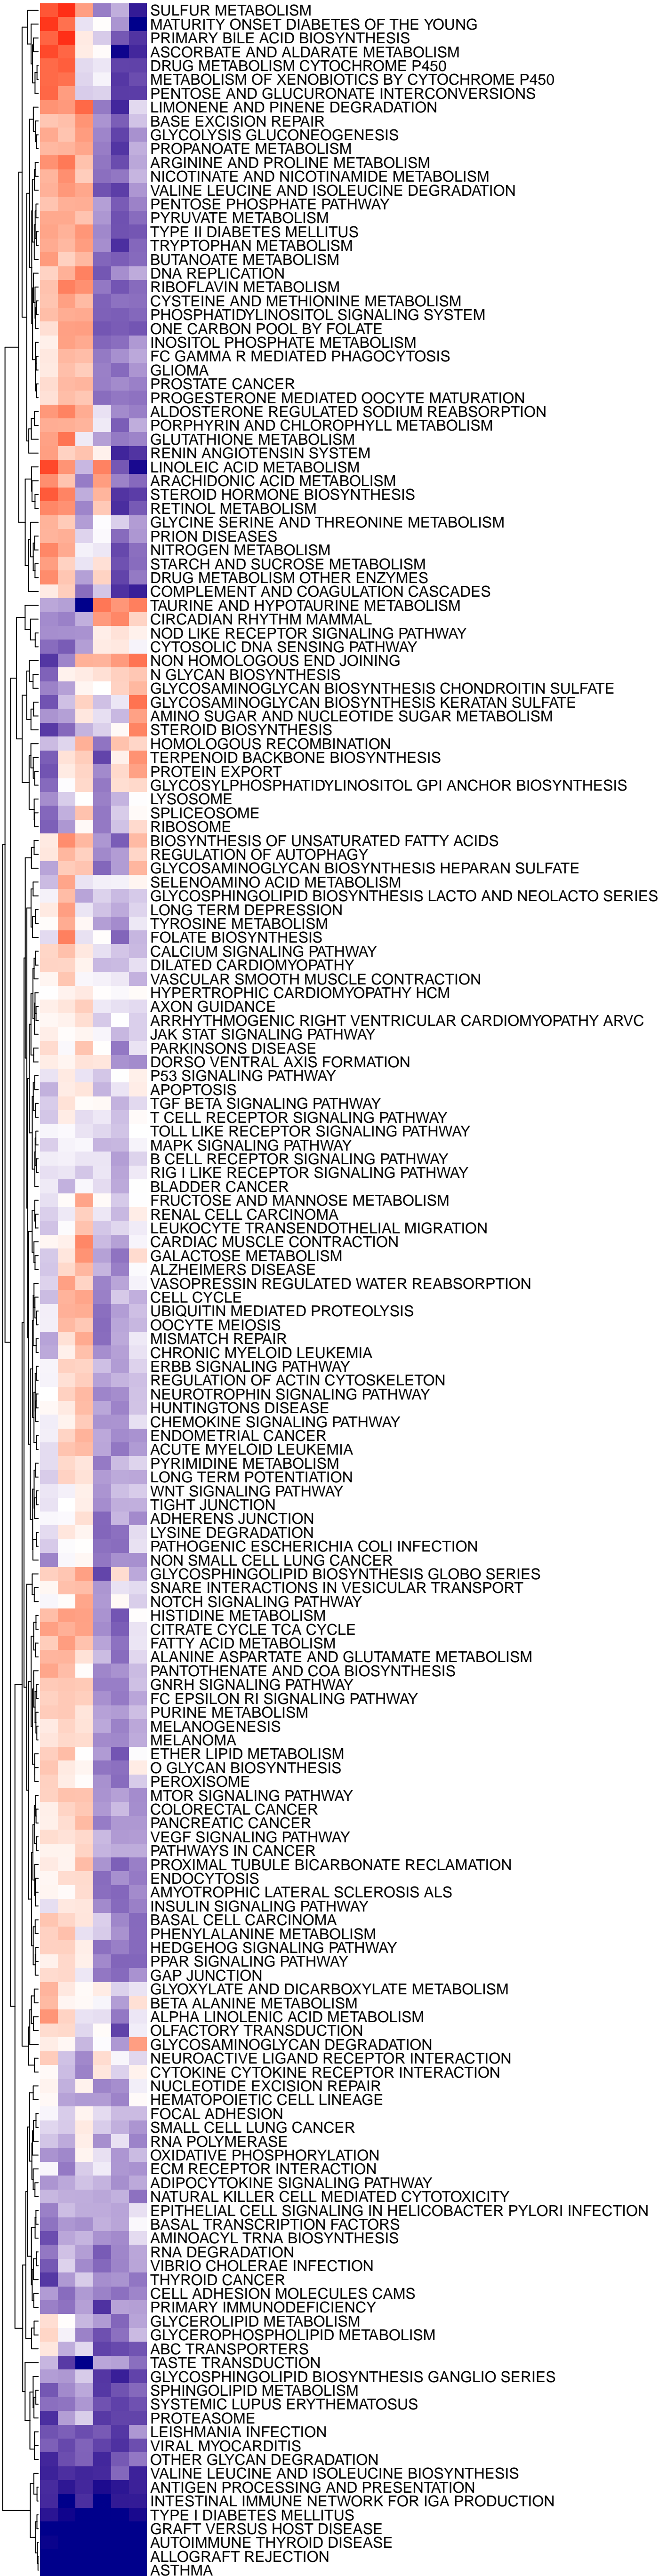 SULFUR METABOLISM
MATURITY ONSET DIABETES OF THE YOUNG
PRIMARY BILE ACID BIOSYNTHESIS
ASCORBATE AND ALDARATE METABOLISM
DRUG METABOLISM CYTOCHROME P450
METABOLISM OF XENOBIOTICS BY CYTOCHROME P450
PENTOSE AND GLUCURONATE INTERCONVERSIONS
LIMONENE AND PINENE DEGRADATION
BASE EXCISION REPAIR
GLYCOLYSIS GLUCONEOGENESIS
PROPANOATE METABOLISM
ARGININE AND PROLINE METABOLISM
NICOTINATE AND NICOTINAMIDE METABOLISM
VALINE LEUCINE AND ISOLEUCINE DEGRADATION
PENTOSE PHOSPHATE PATHWAY
PYRUVATE METABOLISM
TYPE II DIABETES MELLITUS
TRYPTOPHAN METABOLISM
BUTANOATE METABOLISM
DNA REPLICATION
RIBOFLAVIN METABOLISM
CYSTEINE AND METHIONINE METABOLISM
PHOSPHATIDYLINOSITOL SIGNALING SYSTEM
ONE CARBON POOL BY FOLATE
INOSITOL PHOSPHATE METABOLISM
FC GAMMA R MEDIATED PHAGOCYTOSIS
GLIOMA
PROSTATE CANCER
PROGESTERONE MEDIATED OOCYTE MATURATION
ALDOSTERONE REGULATED SODIUM REABSORPTION
PORPHYRIN AND CHLOROPHYLL METABOLISM
GLUTATHIONE METABOLISM
RENIN ANGIOTENSIN SYSTEM
LINOLEIC ACID METABOLISM
ARACHIDONIC ACID METABOLISM
STEROID HORMONE BIOSYNTHESIS
RETINOL METABOLISM
GLYCINE SERINE AND THREONINE METABOLISM
PRION DISEASES
NITROGEN METABOLISM
STARCH AND SUCROSE METABOLISM
DRUG METABOLISM OTHER ENZYMES
COMPLEMENT AND COAGULATION CASCADES
TAURINE AND HYPOTAURINE METABOLISM
CIRCADIAN RHYTHM MAMMAL
NOD LIKE RECEPTOR SIGNALING PATHWAY
CYTOSOLIC DNA SENSING PATHWAY
NON HOMOLOGOUS END JOINING
N GLYCAN BIOSYNTHESIS
GLYCOSAMINOGLYCAN BIOSYNTHESIS CHONDROITIN SULFATE
GLYCOSAMINOGLYCAN BIOSYNTHESIS KERATAN SULFATE
AMINO SUGAR AND NUCLEOTIDE SUGAR METABOLISM
STEROID BIOSYNTHESIS
HOMOLOGOUS RECOMBINATION
TERPENOID BACKBONE BIOSYNTHESIS
PROTEIN EXPORT
GLYCOSYLPHOSPHATIDYLINOSITOL GPI ANCHOR BIOSYNTHESIS
LYSOSOME
SPLICEOSOME
RIBOSOME
BIOSYNTHESIS OF UNSATURATED FATTY ACIDS
REGULATION OF AUTOPHAGY
GLYCOSAMINOGLYCAN BIOSYNTHESIS HEPARAN SULFATE
SELENOAMINO ACID METABOLISM
GLYCOSPHINGOLIPID BIOSYNTHESIS LACTO AND NEOLACTO SERIES
LONG TERM DEPRESSION
TYROSINE METABOLISM
FOLATE BIOSYNTHESIS
CALCIUM SIGNALING PATHWAY
DILATED CARDIOMYOPATHY
VASCULAR SMOOTH MUSCLE CONTRACTION
HYPERTROPHIC CARDIOMYOPATHY HCM
AXON GUIDANCE
ARRHYTHMOGENIC RIGHT VENTRICULAR CARDIOMYOPATHY ARVC
JAK STAT SIGNALING PATHWAY
PARKINSONS DISEASE
DORSO VENTRAL AXIS FORMATION
P53 SIGNALING PATHWAY
APOPTOSIS
TGF BETA SIGNALING PATHWAY
T CELL RECEPTOR SIGNALING PATHWAY
TOLL LIKE RECEPTOR SIGNALING PATHWAY
MAPK SIGNALING PATHWAY
B CELL RECEPTOR SIGNALING PATHWAY
RIG I LIKE RECEPTOR SIGNALING PATHWAY
BLADDER CANCER
FRUCTOSE AND MANNOSE METABOLISM
RENAL CELL CARCINOMA
LEUKOCYTE TRANSENDOTHELIAL MIGRATION
CARDIAC MUSCLE CONTRACTION
GALACTOSE METABOLISM
ALZHEIMERS DISEASE
VASOPRESSIN REGULATED WATER REABSORPTION
CELL CYCLE
UBIQUITIN MEDIATED PROTEOLYSIS
OOCYTE MEIOSIS
MISMATCH REPAIR
CHRONIC MYELOID LEUKEMIA
ERBB SIGNALING PATHWAY
REGULATION OF ACTIN CYTOSKELETON
NEUROTROPHIN SIGNALING PATHWAY
HUNTINGTONS DISEASE
CHEMOKINE SIGNALING PATHWAY
ENDOMETRIAL CANCER
ACUTE MYELOID LEUKEMIA
PYRIMIDINE METABOLISM
LONG TERM POTENTIATION
WNT SIGNALING PATHWAY
TIGHT JUNCTION
ADHERENS JUNCTION
LYSINE DEGRADATION
PATHOGENIC ESCHERICHIA COLI INFECTION
NON SMALL CELL LUNG CANCER
GLYCOSPHINGOLIPID BIOSYNTHESIS GLOBO SERIES
SNARE INTERACTIONS IN VESICULAR TRANSPORT
NOTCH SIGNALING PATHWAY
HISTIDINE METABOLISM
CITRATE CYCLE TCA CYCLE
FATTY ACID METABOLISM
ALANINE ASPARTATE AND GLUTAMATE METABOLISM
PANTOTHENATE AND COA BIOSYNTHESIS
GNRH SIGNALING PATHWAY
FC EPSILON RI SIGNALING PATHWAY
PURINE METABOLISM
MELANOGENESIS
MELANOMA
ETHER LIPID METABOLISM
O GLYCAN BIOSYNTHESIS
PEROXISOME
MTOR SIGNALING PATHWAY
COLORECTAL CANCER
PANCREATIC CANCER
VEGF SIGNALING PATHWAY
PATHWAYS IN CANCER
PROXIMAL TUBULE BICARBONATE RECLAMATION
ENDOCYTOSIS
AMYOTROPHIC LATERAL SCLEROSIS ALS
INSULIN SIGNALING PATHWAY
BASAL CELL CARCINOMA
PHENYLALANINE METABOLISM
HEDGEHOG SIGNALING PATHWAY
PPAR SIGNALING PATHWAY
GAP JUNCTION
GLYOXYLATE AND DICARBOXYLATE METABOLISM
BETA ALANINE METABOLISM
ALPHA LINOLENIC ACID METABOLISM
OLFACTORY TRANSDUCTION
GLYCOSAMINOGLYCAN DEGRADATION
NEUROACTIVE LIGAND RECEPTOR INTERACTION
CYTOKINE CYTOKINE RECEPTOR INTERACTION
NUCLEOTIDE EXCISION REPAIR
HEMATOPOIETIC CELL LINEAGE
FOCAL ADHESION
SMALL CELL LUNG CANCER
RNA POLYMERASE
OXIDATIVE PHOSPHORYLATION
ECM RECEPTOR INTERACTION
ADIPOCYTOKINE SIGNALING PATHWAY
NATURAL KILLER CELL MEDIATED CYTOTOXICITY
EPITHELIAL CELL SIGNALING IN HELICOBACTER PYLORI INFECTION
BASAL TRANSCRIPTION FACTORS
AMINOACYL TRNA BIOSYNTHESIS
RNA DEGRADATION
VIBRIO CHOLERAE INFECTION
THYROID CANCER
CELL ADHESION MOLECULES CAMS
PRIMARY IMMUNODEFICIENCY
GLYCEROLIPID METABOLISM
GLYCEROPHOSPHOLIPID METABOLISM
ABC TRANSPORTERS
TASTE TRANSDUCTION
GLYCOSPHINGOLIPID BIOSYNTHESIS GANGLIO SERIES
SPHINGOLIPID METABOLISM
SYSTEMIC LUPUS ERYTHEMATOSUS
PROTEASOME
LEISHMANIA INFECTION
VIRAL MYOCARDITIS
OTHER GLYCAN DEGRADATION
VALINE LEUCINE AND ISOLEUCINE BIOSYNTHESIS
ANTIGEN PROCESSING AND PRESENTATION
INTESTINAL IMMUNE NETWORK FOR IGA PRODUCTION
TYPE I DIABETES MELLITUS
GRAFT VERSUS HOST DISEASE
AUTOIMMUNE THYROID DISEASE
ALLOGRAFT REJECTION
ASTHMA